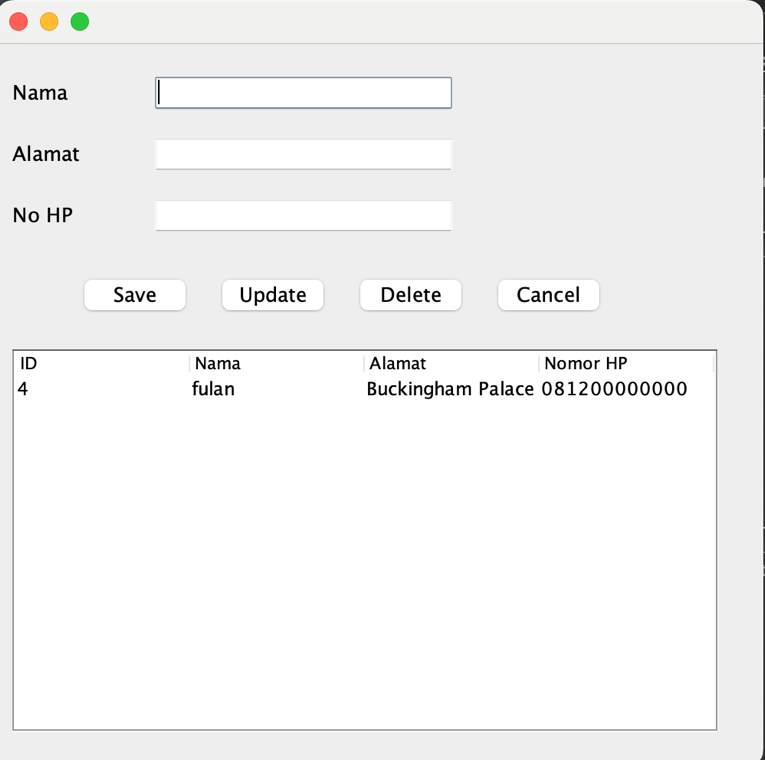 Nama
Alamat
No HP
Save Update Delete Cancel
ID Nama Alamat Nomor HP
4 fulan Buckingham Palace 081200000000